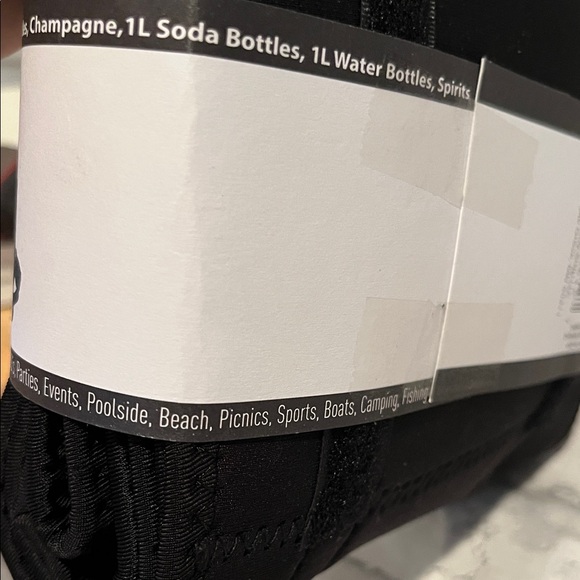 Champagne, 1L Soda Bottles, 1L Water Bottles, Spirits
Parties, Events, Poolside, Beach, Picnics, Sports, Boats, Camping, Fishing